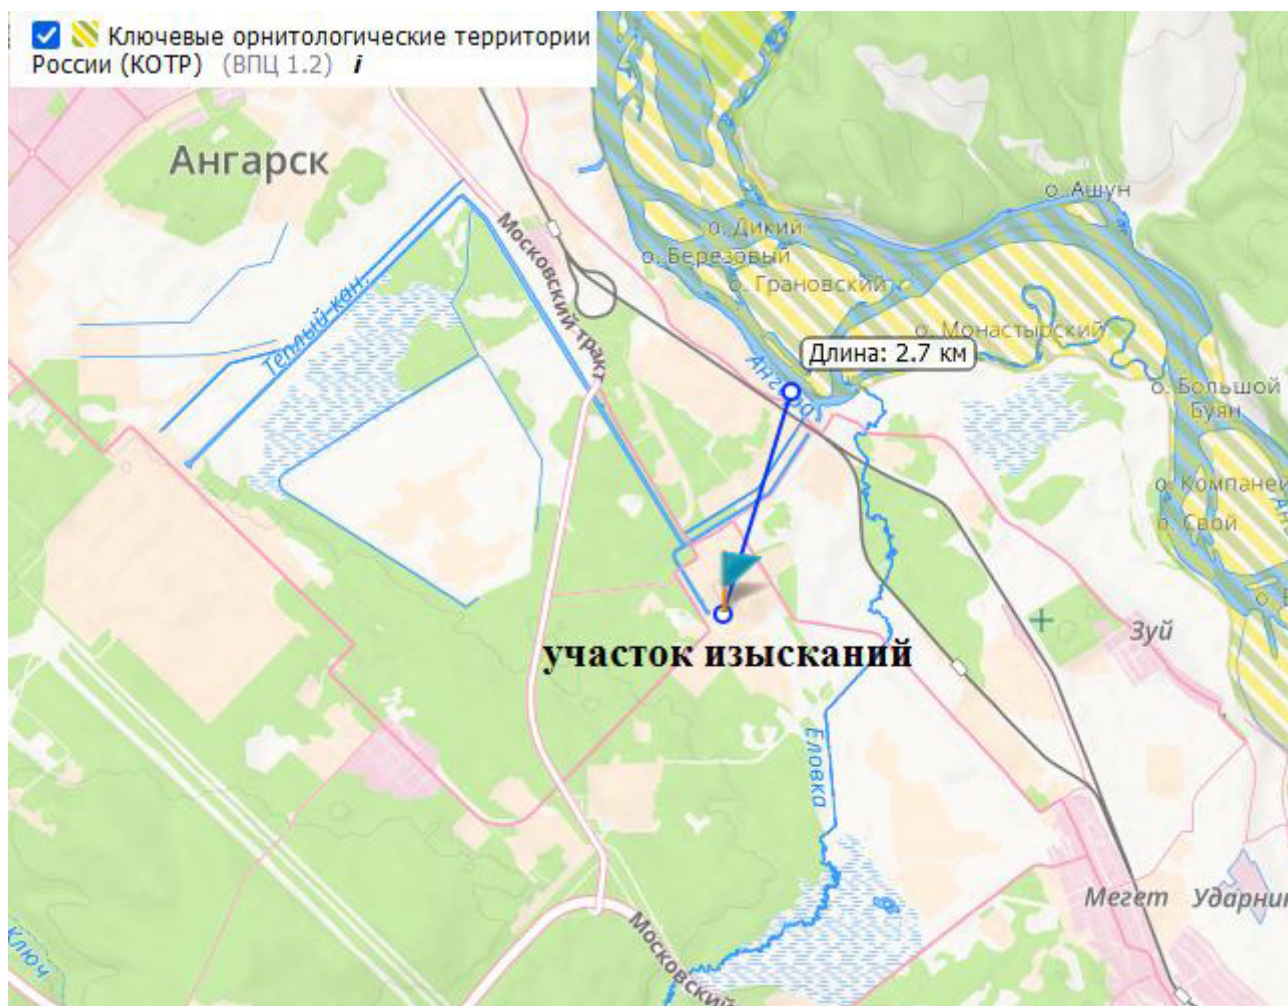 Ключевые орнитологические территории
России (КОТР) (ВПЦ 1.2) i
Ангарск
о. Ашун
Московский тракт
о. Дикий
о. Березовый
о. Грановский
Теплый кан.
о. Монастырский
Длина: 2.7 км
Ангара
о. Большой
Буян
о. Компаней
о. Свой
о.
Зуй
участок изысканий
Еловка
Мегет
Ударни
Московский
Ключ